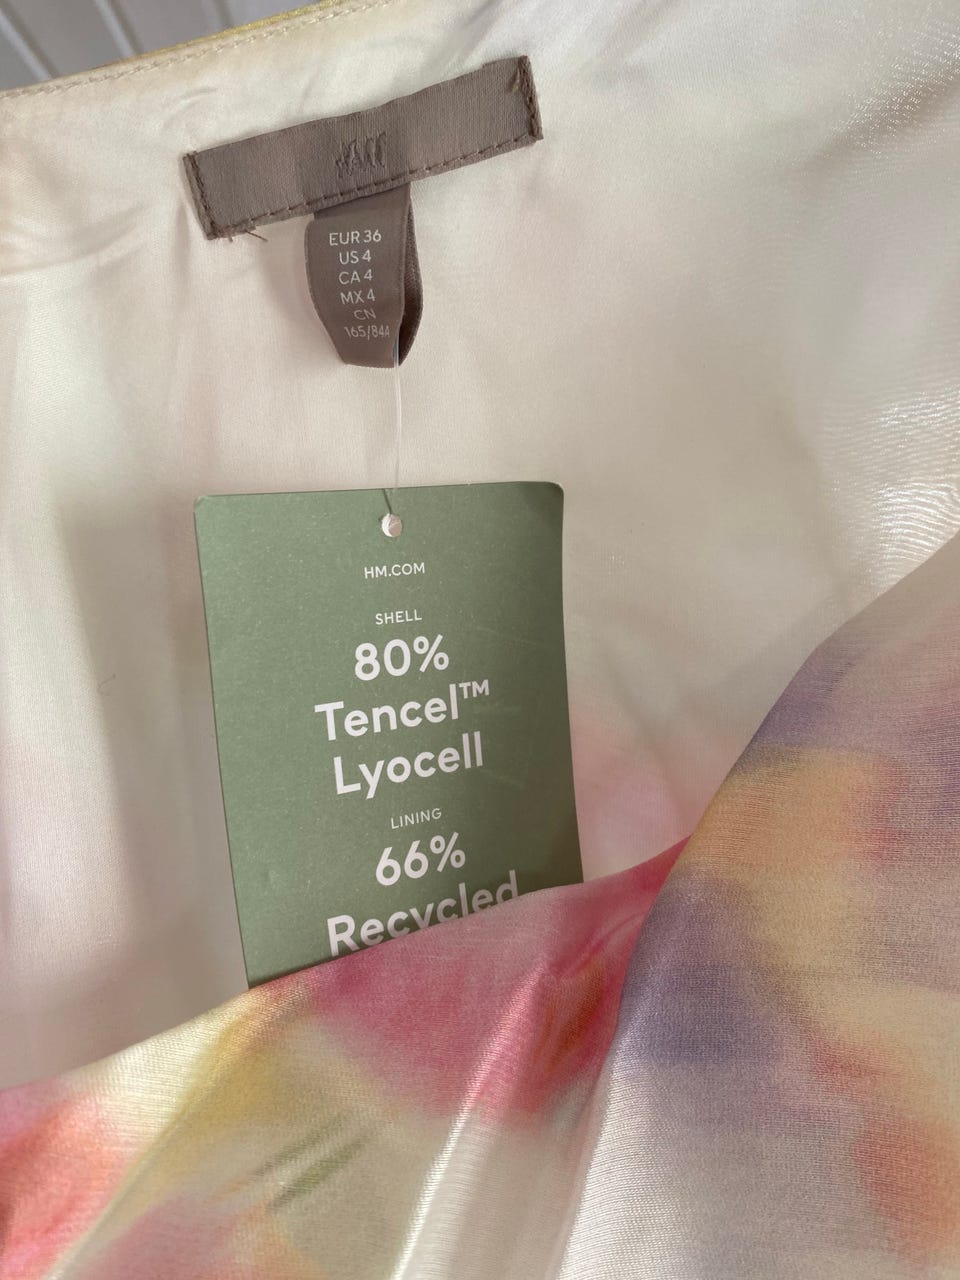 H&M
EUR 36
US 4
CA 4
MX 4
CN
165/84A
HM.COM
SHELL
80%
Tencel™
Lyocell
LINING
66%
Recycled